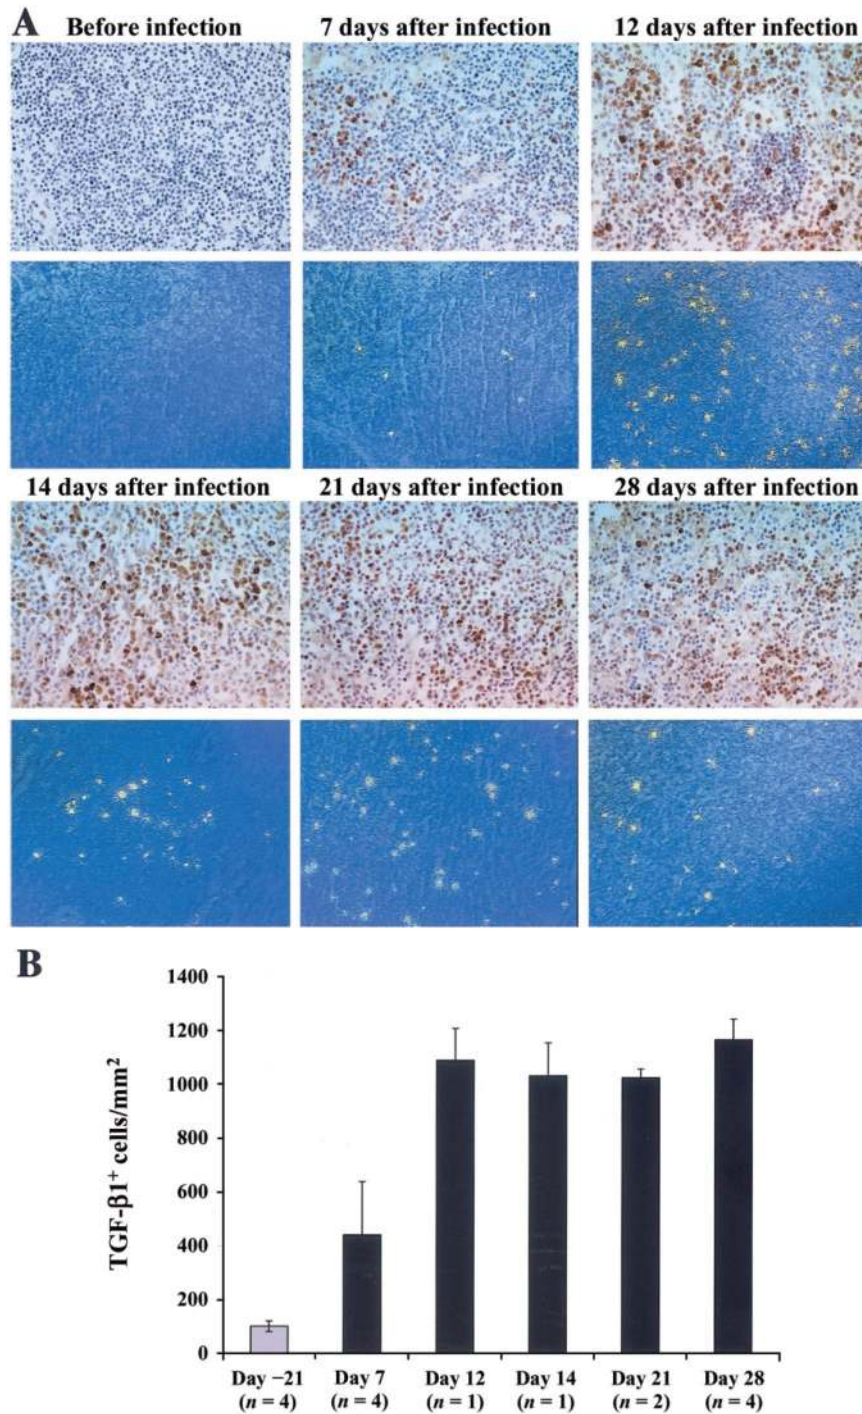 A
Before infection 7 days after infection 12 days after infection
14 days after infection 21 days after infection 28 days after infection
B
1400
1200
1000
800
600
400
200
0
TGF-β1⁺ cells/mm²
Day −21 Day 7 Day 12 Day 14 Day 21 Day 28
(n = 4) (n = 4) (n = 1) (n = 1) (n = 2) (n = 4)